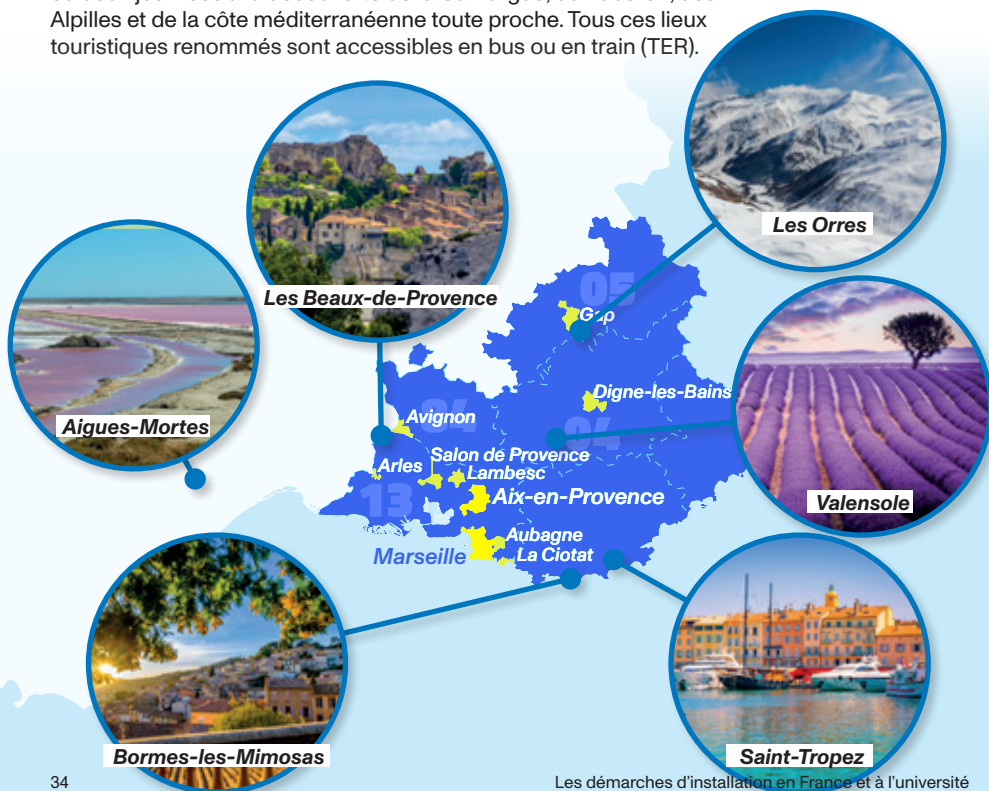 Alpilles et de la côte méditerranéenne toute proche. Tous ces lieux
touristiques renommés sont accessibles en bus ou en train (TER).
Les Orres
Les Beaux-de-Provence
05
Gap
Aigues-Mortes
Digne-les-Bains
84
Avignon
04
Salon de Provence
Arles
Lambesc
13
Aix-en-Provence
Valensole
Aubagne
Marseille
La Ciotat
Bormes-les-Mimosas
Saint-Tropez
34
Les démarches d'installation en France et à l'université